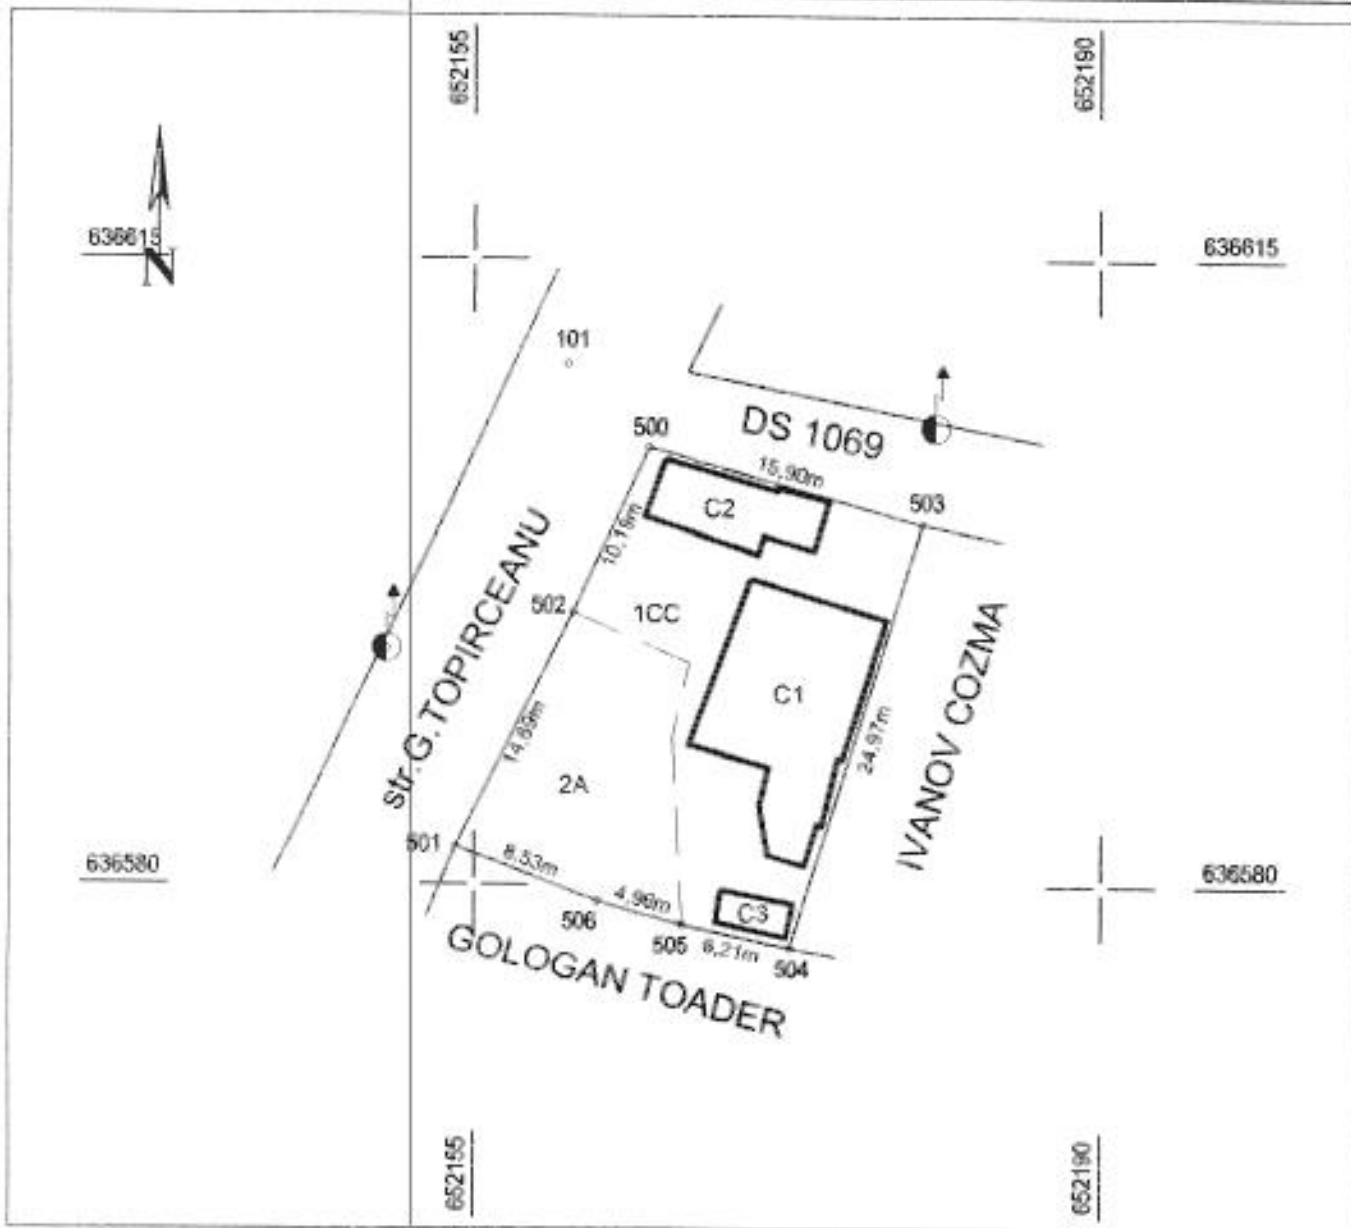 652155
652190
636615
N
636615
101
DS 1069
500
15,90m
503
C2
10,19m
str.G.TOPIRCEANU
502
1CC
IVANOV COZMA
C1
14,69m
24,97m
2A
501
636580
8,53m
636580
4,96m
C3
506
505
6,21m
504
GOLOGAN TOADER
652155
652190